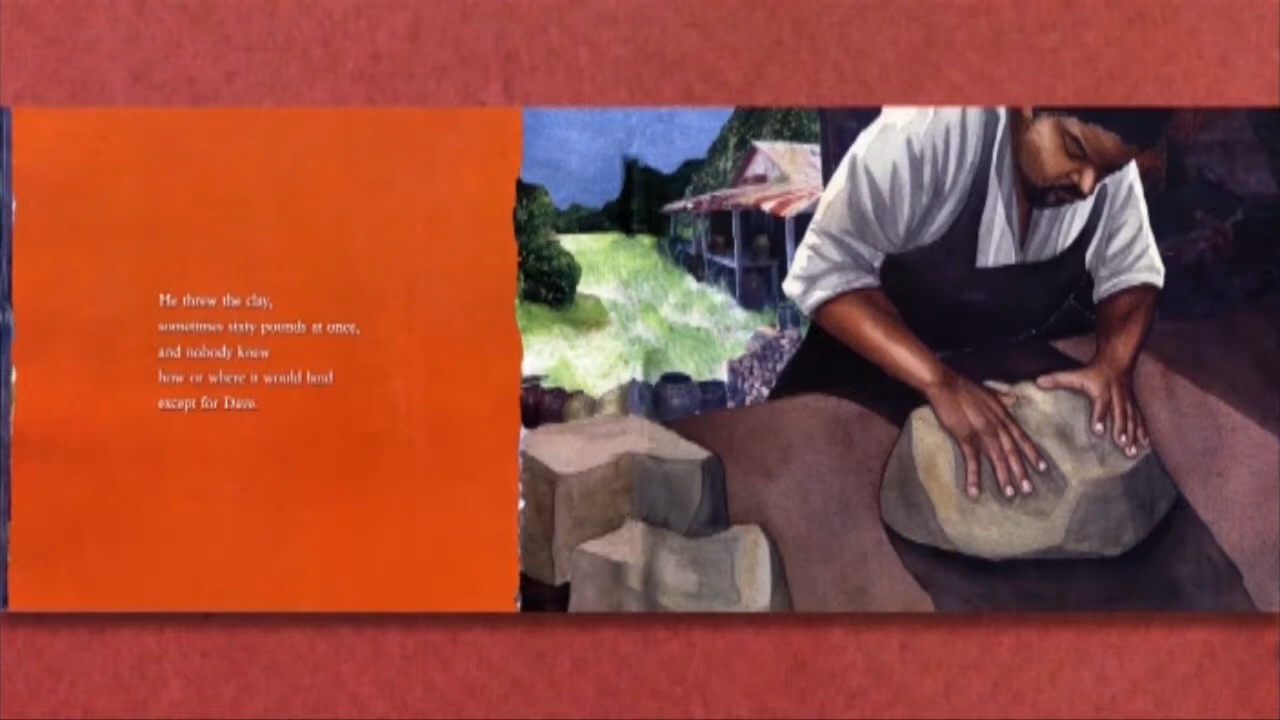 He threw the clay,
sometimes sixty pounds at once,
and nobody knew
how or where it would land
except for Dave.